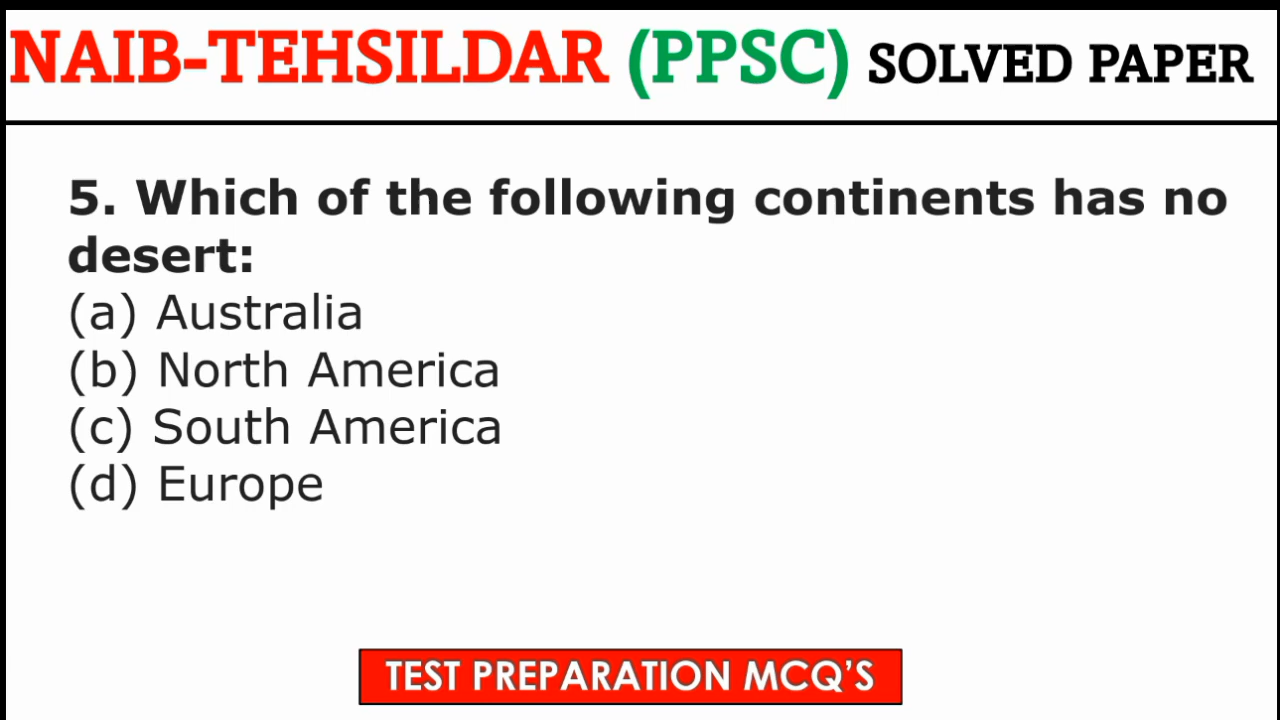 NAIB-TEHSILDAR (PPSC) SOLVED PAPER
5. Which of the following continents has no
desert:
(a) Australia
(b) North America
(c) South America
(d) Europe
TEST PREPARATION MCQ'S